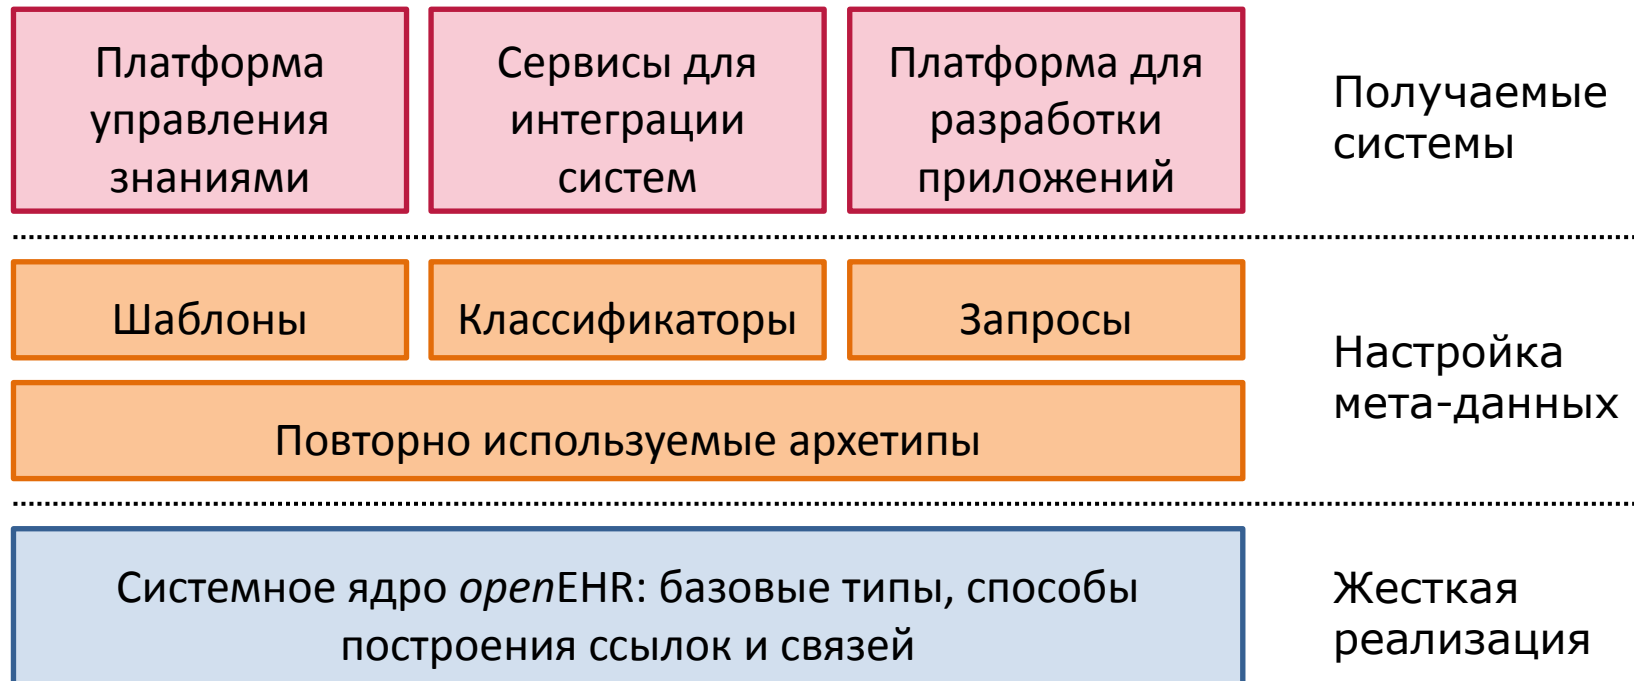 Платформа
управления
знаниями
Сервисы для
интеграции
систем
Платформа для
разработки
приложений
Получаемые
системы
Шаблоны
Классификаторы
Запросы
Настройка
мета-данных
Повторно используемые архетипы
Системное ядро openEHR: базовые типы, способы
построения ссылок и связей
Жесткая
реализация